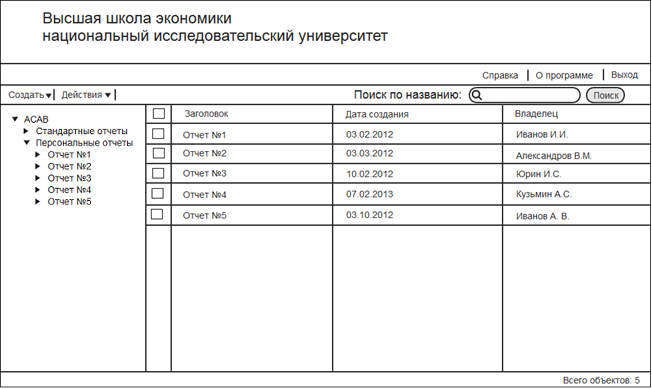 Высшая школа экономики
национальный исследовательский университет
Справка О программе Выход
Создать Действия Поиск по названию: Поиск
АСАВ
Стандартные отчеты
Персональные отчеты
Отчет №1
Отчет №2
Отчет №3
Отчет №4
Отчет №5
Заголовок Дата создания Владелец
Отчет №1 03.02.2012 Иванов И.И.
Отчет №2 03.03.2012 Александров В.М.
Отчет №3 10.02.2012 Юрин И.С.
Отчет №4 07.02.2013 Кузьмин А.С.
Отчет №5 03.10.2012 Иванов А. В.
Всего объектов: 5